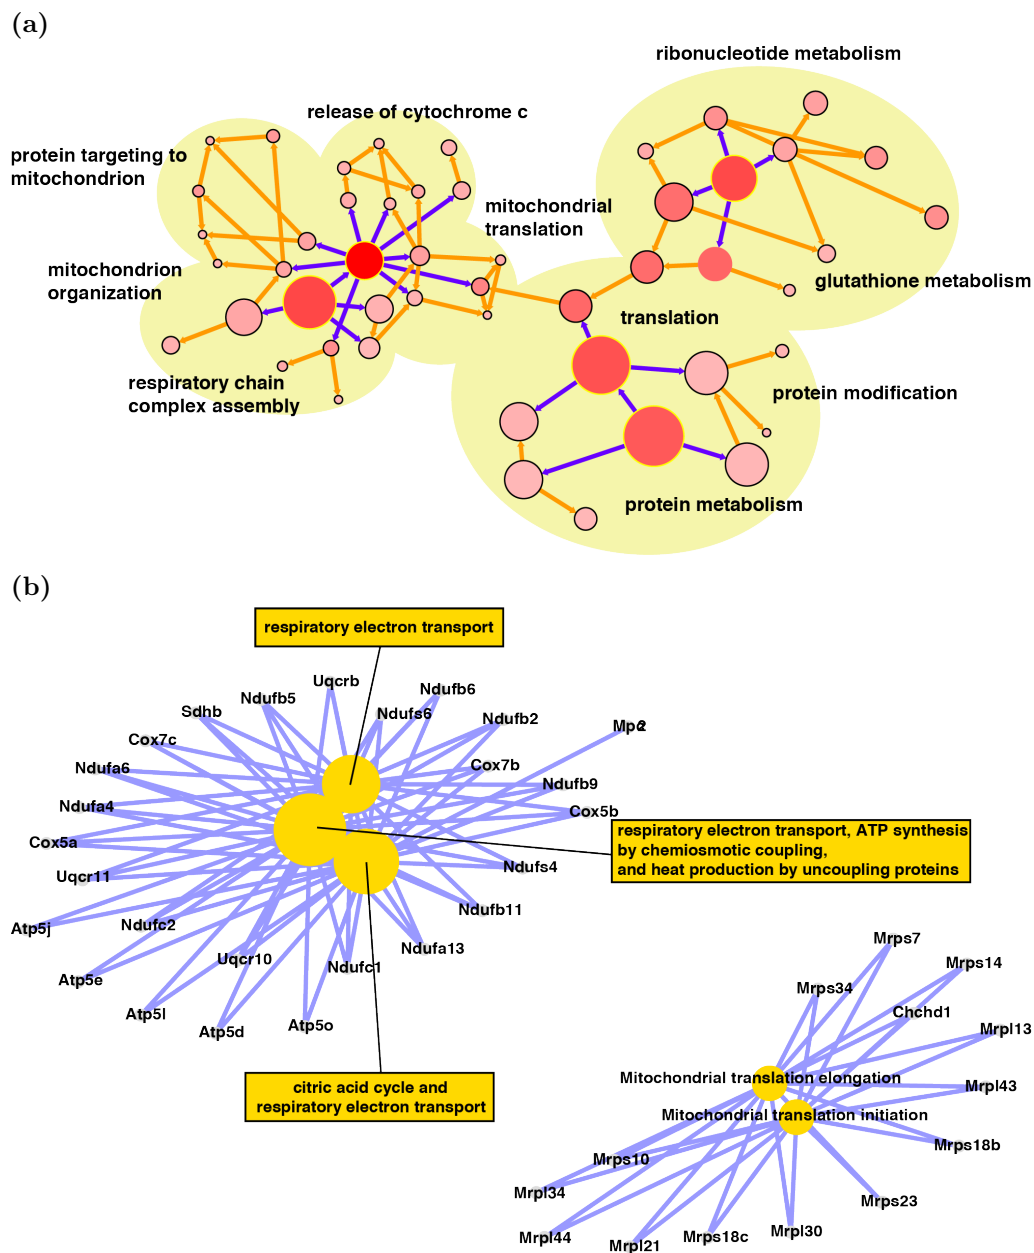 (a)
ribonucleotide metabolism
release of cytochrome c
protein targeting to
mitochondrion
mitochondrial
translation
mitochondrion
organization
glutathione metabolism
translation
respiratory chain
complex assembly
protein modification
protein metabolism
(b)
respiratory electron transport
Uqcrb
Ndufb6
Ndufb5
Sdhb
Ndufs6
Ndufb2
Mpc2
Cox7c
Ndufa6
Cox7b
Ndufb9
Ndufa4
Cox5b
respiratory electron transport, ATP synthesis
by chemiosmotic coupling,
and heat production by uncoupling proteins
Cox5a
Ndufs4
Uqcr11
Ndufb11
Atp5j
Ndufc2
Ndufa13
Uqcr10
Ndufc1
Atp5e
Atp5l
Atp5d
Atp5o
Mrps7
Mrps14
Mrps34
Chchd1
Mrpl13
Mitochondrial translation elongation
Mrpl43
citric acid cycle and
respiratory electron transport
Mitochondrial translation initiation
Mrps18b
Mrps10
Mrpl34
Mrps23
Mrpl44
Mrpl21
Mrps18c
Mrpl30